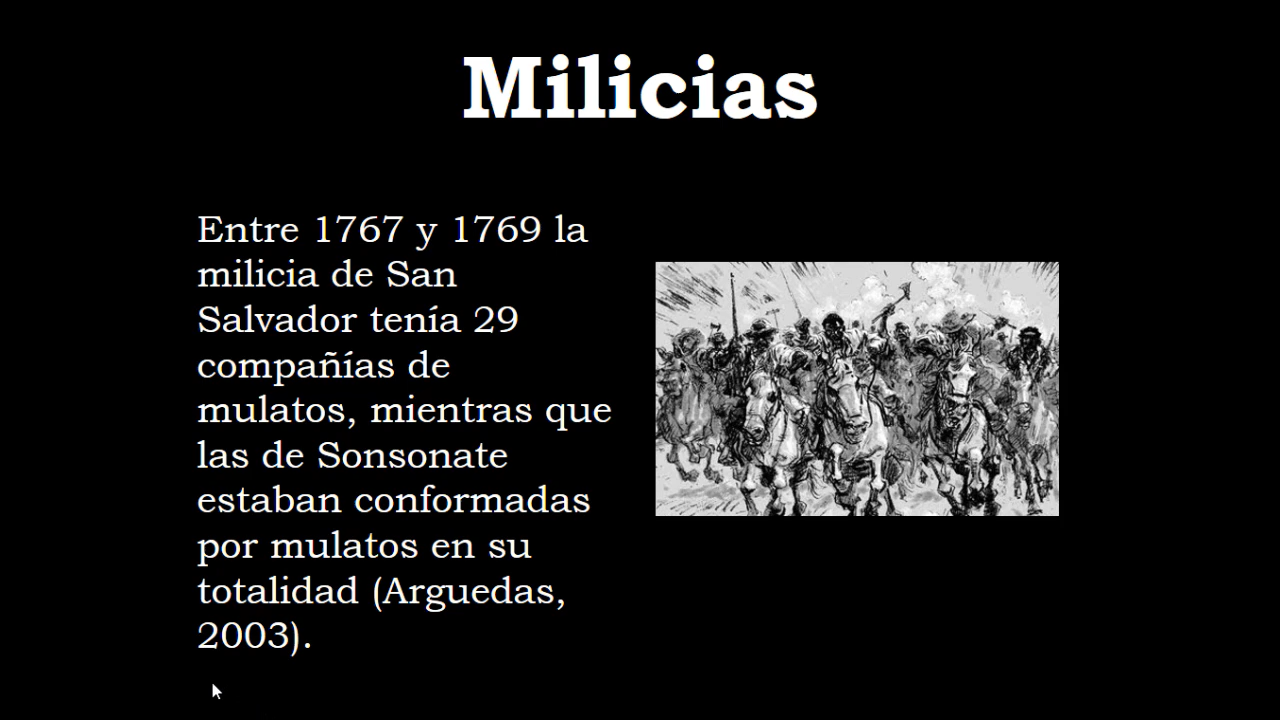 Milicias
Entre 1767 y 1769 la
milicia de San
Salvador tenía 29
compañías de
mulatos, mientras que
las de Sonsonate
estaban conformadas
por mulatos en su
totalidad (Arguedas,
2003).